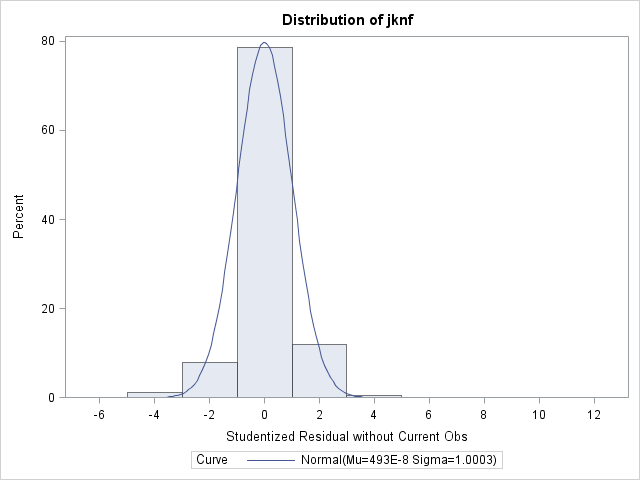 Distribution of jknf
80
60
40
20
0
Percent
-6 -4 -2 0 2 4 6 8 10 12
Studentized Residual without Current Obs
Curve Normal(Mu=493E-8 Sigma=1.0003)